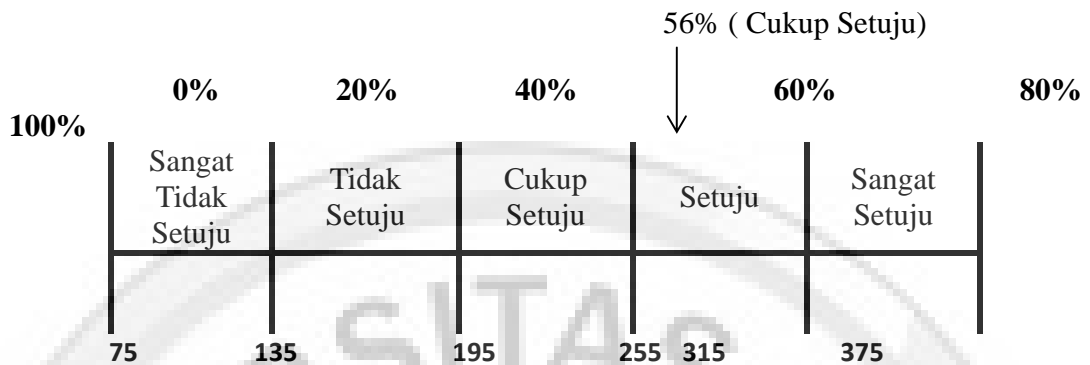 56% ( Cukup Setuju)
0% 20% 40% 60% 80%
100%
Sangat
Tidak
Setuju
Tidak
Setuju
Cukup
Setuju
Setuju
Sangat
Setuju
SITAS
75 135 195 255 315 375